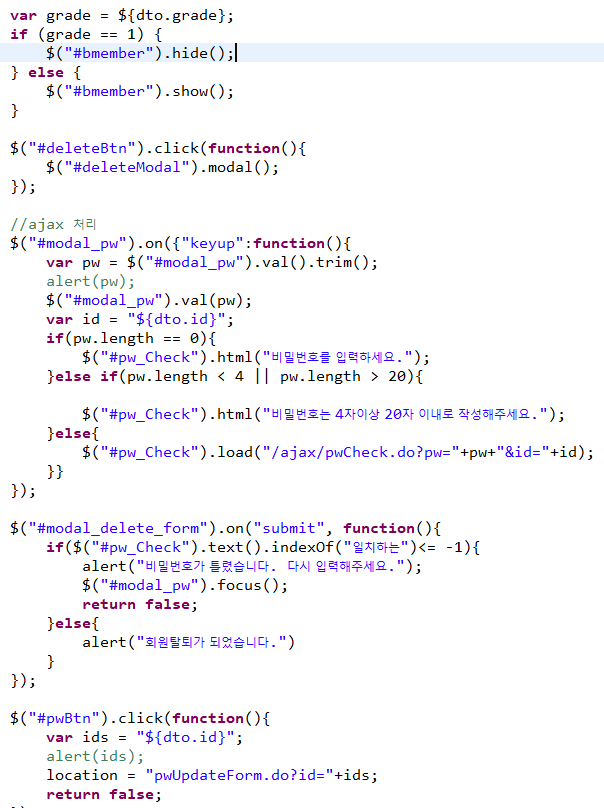 var grade = ${dto.grade};
if (grade == 1) {
    $("#bmember").hide();
} else {
    $("#bmember").show();
}
$("#deleteBtn").click(function(){
    $("#deleteModal").modal();
});
//ajax 처리
$("#modal_pw").on({"keyup":function(){
    var pw = $("#modal_pw").val().trim();
    alert(pw);
    $("#modal_pw").val(pw);
    var id = "${dto.id}";
    if(pw.length == 0){
        $("#pw_Check").html("비밀번호를 입력하세요.");
    }else if(pw.length < 4 || pw.length > 20){
        $("#pw_Check").html("비밀번호는 4자이상 20자 이내로 작성해주세요.");
    }else{
        $("#pw_Check").load("/ajax/pwCheck.do?pw="+pw+"&id="+id);
    }}
});
$("#modal_delete_form").on("submit", function(){
    if($("#pw_Check").text().indexOf("일치하는")<= -1){
        alert("비밀번호가 틀렸습니다. 다시 입력해주세요.");
        $("#modal_pw").focus();
        return false;
    }else{
        alert("회원탈퇴가 되었습니다.")
    }
});
$("#pwBtn").click(function(){
    var ids = "${dto.id}";
    alert(ids);
    location = "pwUpdateForm.do?id="+ids;
    return false;